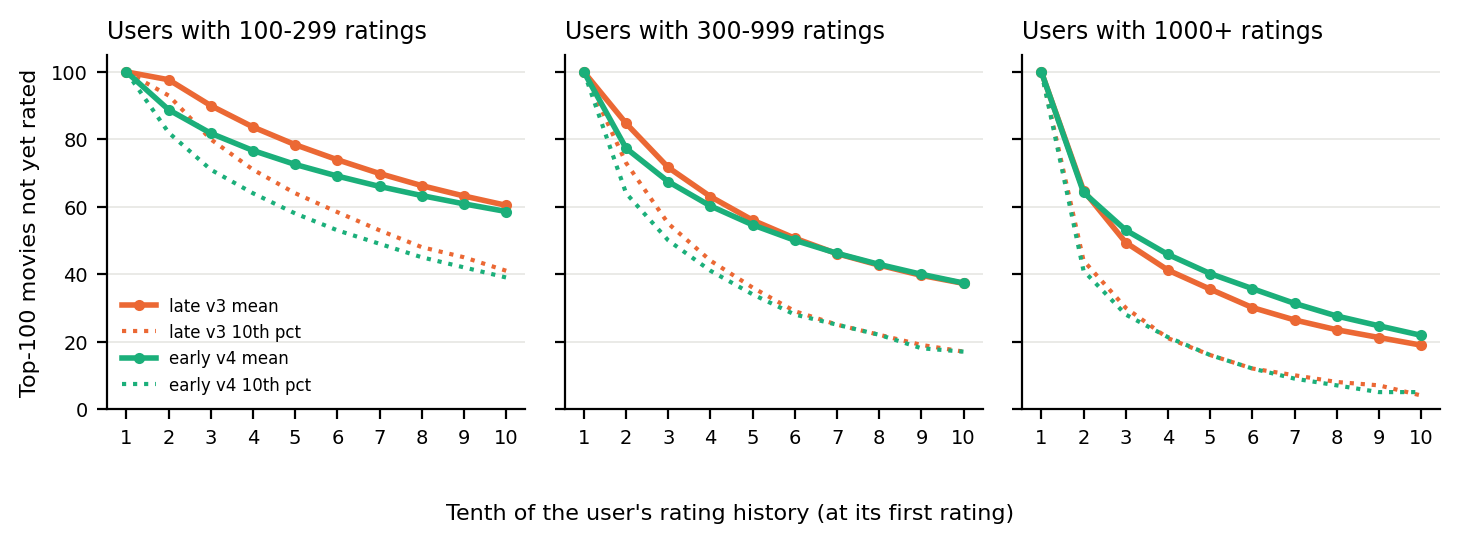 Users with 100-299 ratings
Users with 300-999 ratings
Users with 1000+ ratings
Top-100 movies not yet rated
100
80
60
40
20
0
late v3 mean
late v3 10th pct
early v4 mean
early v4 10th pct
1 2 3 4 5 6 7 8 9 10
1 2 3 4 5 6 7 8 9 10
1 2 3 4 5 6 7 8 9 10
Tenth of the user's rating history (at its first rating)